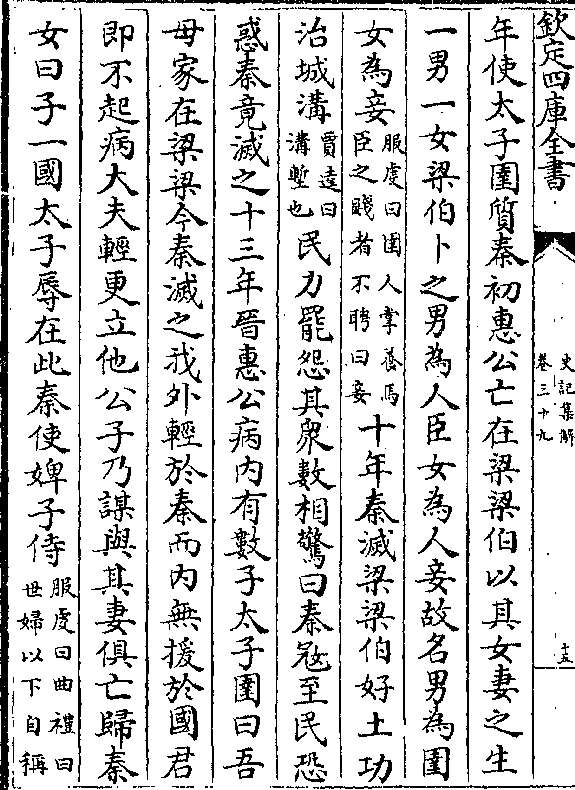 欽定四庫全書
史記集解
卷三十九
十五
年使太子圉質秦初惠公亡在梁梁伯以其女妻之生
一男一女梁伯卜之男為人臣女為人妾故名男為圉
女為妾服虔曰圉人掌養馬臣之賤者不聘曰妾十年秦滅梁梁伯好土功
治城溝賈逵曰溝塹也民力罷怨其衆數相驚曰秦宼至民恐
惑秦竟滅之十三年晉惠公病内有數子太子圉曰吾
母家在梁梁今秦滅之我外輕於秦而内無援於國君
即不起病大夫輕更立他公子乃謀與其妻俱亡歸秦
女曰子一國太子辱在此秦使婢子侍服虔曰曲禮曰世婦以下自稱